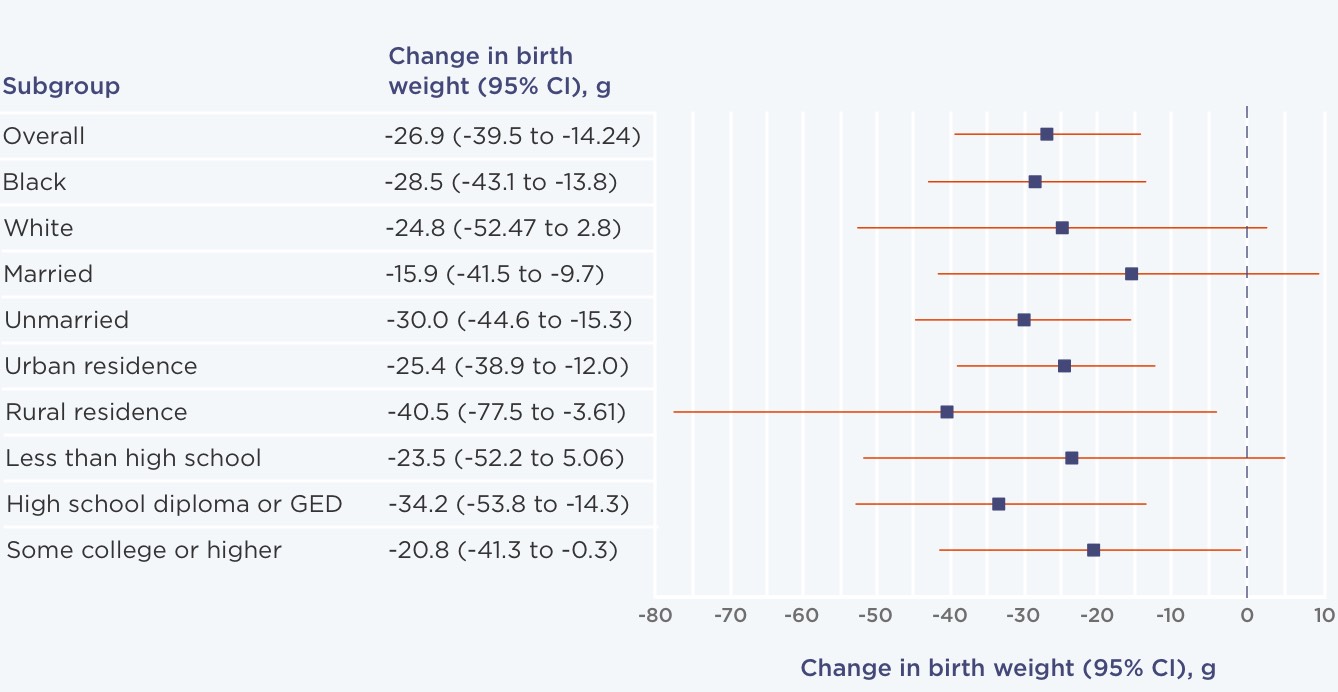 Change in birth
Subgroup weight (95% CI), g
Overall -26.9 (-39.5 to -14.24)
Black -28.5 (-43.1 to -13.8)
White -24.8 (-52.47 to 2.8)
Married -15.9 (-41.5 to -9.7)
Unmarried -30.0 (-44.6 to -15.3)
Urban residence -25.4 (-38.9 to -12.0)
Rural residence -40.5 (-77.5 to -3.61)
Less than high school -23.5 (-52.2 to 5.06)
High school diploma or GED -34.2 (-53.8 to -14.3)
Some college or higher -20.8 (-41.3 to -0.3)
-80 -70 -60 -50 -40 -30 -20 -10 0 10
Change in birth weight (95% CI), g